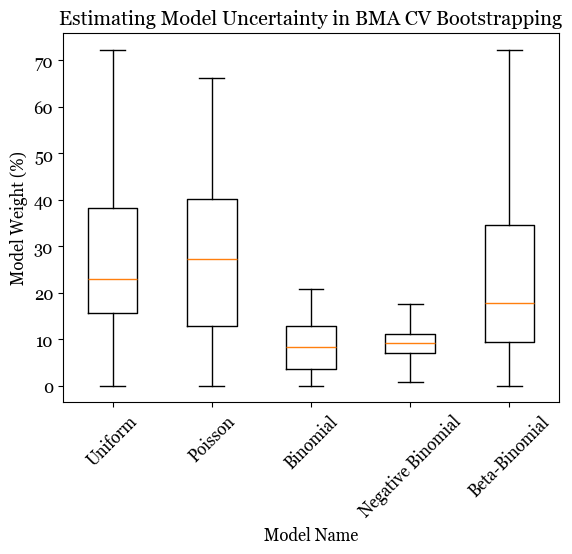 Estimating Model Uncertainty in BMA CV Bootstrapping
Model Weight (%)
70
60
50
40
30
20
10
0
Uniform
Poisson
Binomial
Negative Binomial
Beta-Binomial
Model Name